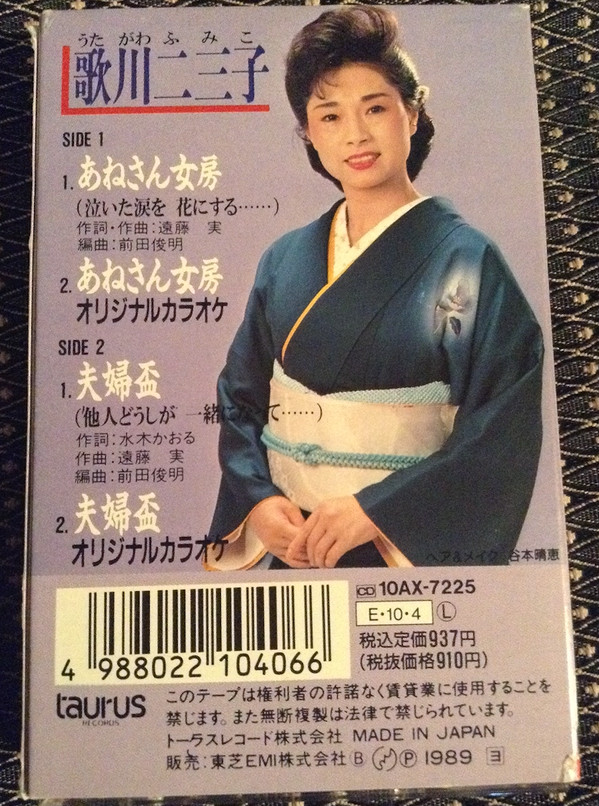 うたがわふみこ
歌川二三子
SIDE 1
1. あねさん女房
(泣いた涙を 花にする……)
作詞・作曲:遠藤 実
編曲:前田俊明
2. あねさん女房
オリジナルカラオケ
SIDE 2
1. 夫婦盃
(他人どうしが 一緒になって……)
作詞:水木かおる
作曲:遠藤 実
編曲:前田俊明
2. 夫婦盃
オリジナルカラオケ
ヘア&メイク 谷本晴恵
CD 10AX-7225
E・10・4 L
税込定価937円
(税抜価格910円)
4 988022 104066
taurus
RECORDS
このテープは権利者の許諾なく賃貸業に使用することを
禁じます。また無断複製は法律で禁じられています。
トーラスレコード株式会社 MADE IN JAPAN
販売:東芝EMI株式会社 Ⓑ Ⓟ 1989 ヨ